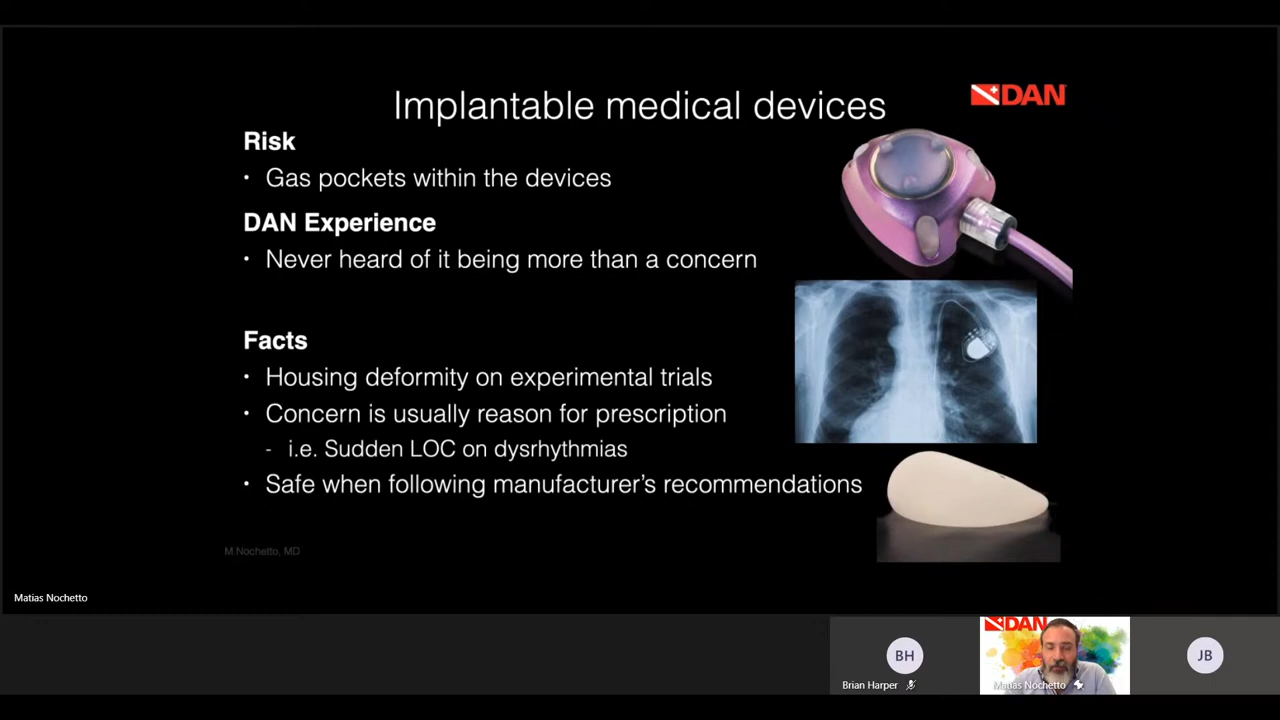 Implantable medical devices
DAN
Risk
• Gas pockets within the devices
DAN Experience
• Never heard of it being more than a concern
Facts
• Housing deformity on experimental trials
• Concern is usually reason for prescription
- i.e. Sudden LOC on dysrhythmias
• Safe when following manufacturer's recommendations
M.Nochetto, MD
Matias Nochetto
BH
Brian Harper
DAN
Matias Nochetto
JB